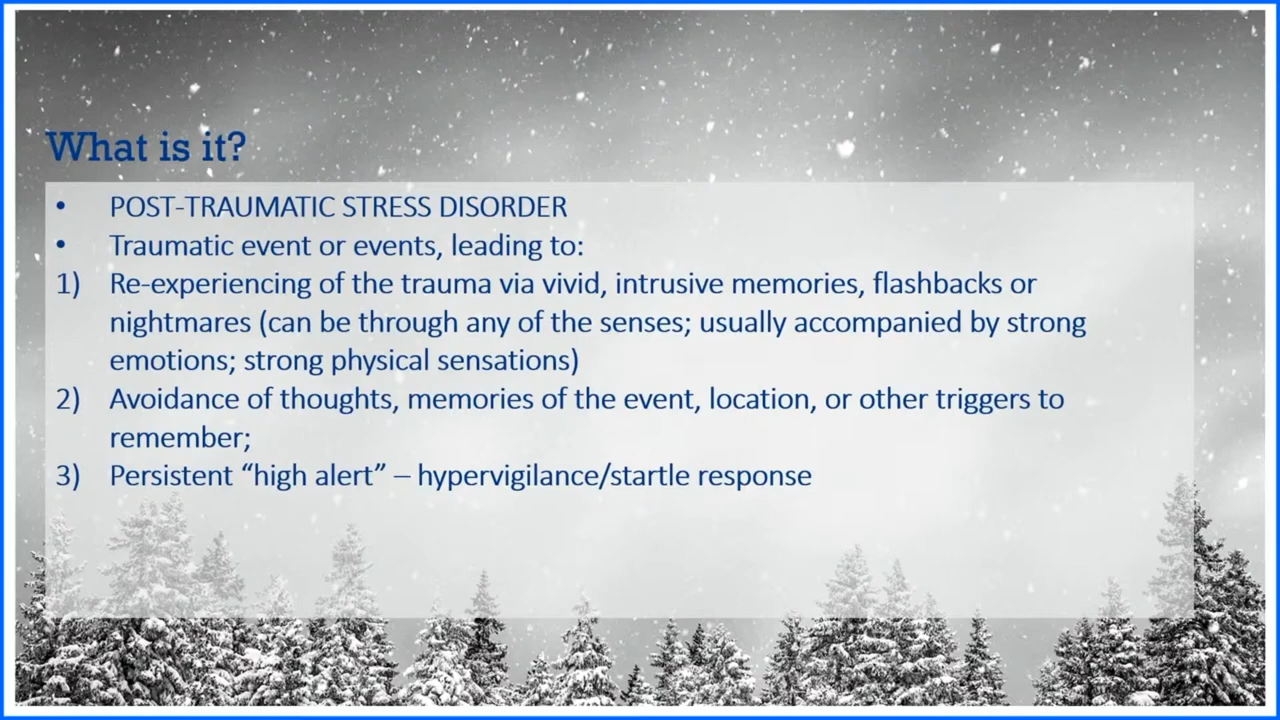 What is it?
• POST-TRAUMATIC STRESS DISORDER
• Traumatic event or events, leading to:
1) Re-experiencing of the trauma via vivid, intrusive memories, flashbacks or
nightmares (can be through any of the senses; usually accompanied by strong
emotions; strong physical sensations)
2) Avoidance of thoughts, memories of the event, location, or other triggers to
remember;
3) Persistent “high alert” – hypervigilance/startle response